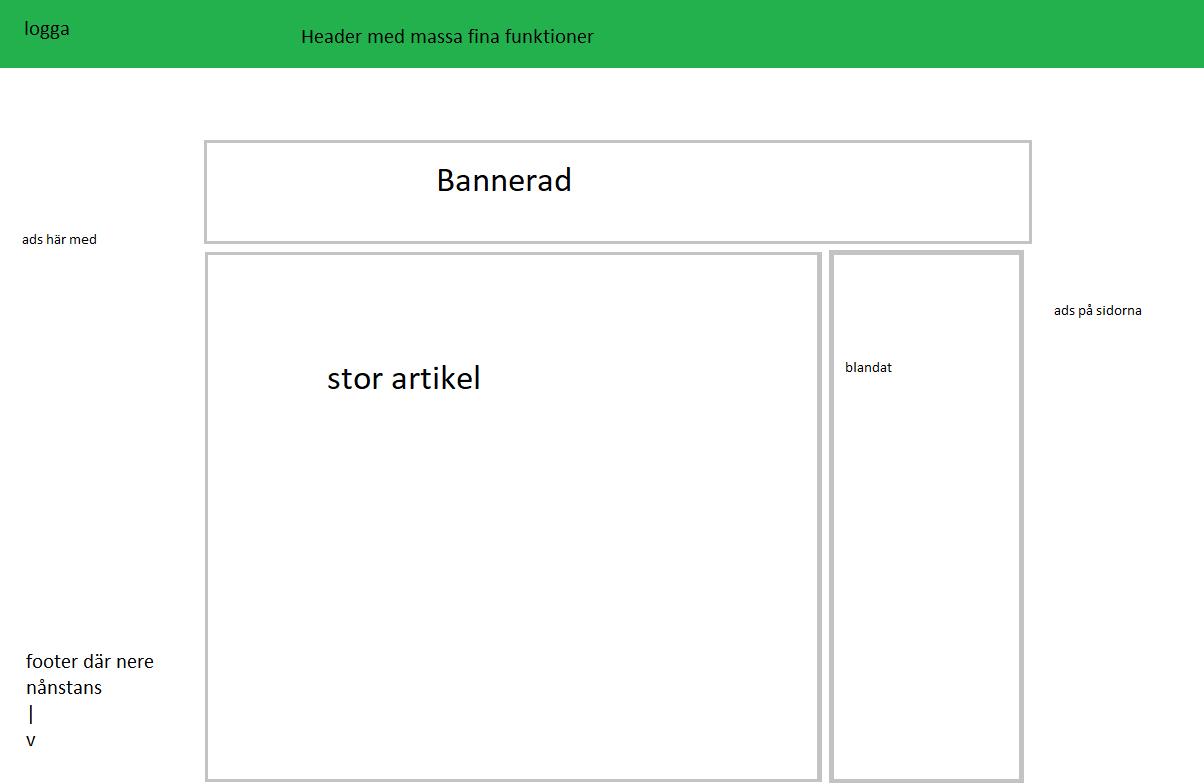 logga
Header med massa fina funktioner
Bannerad
ads här med
ads på sidorna
stor artikel
blandat
footer där nere
nånstans
|
v